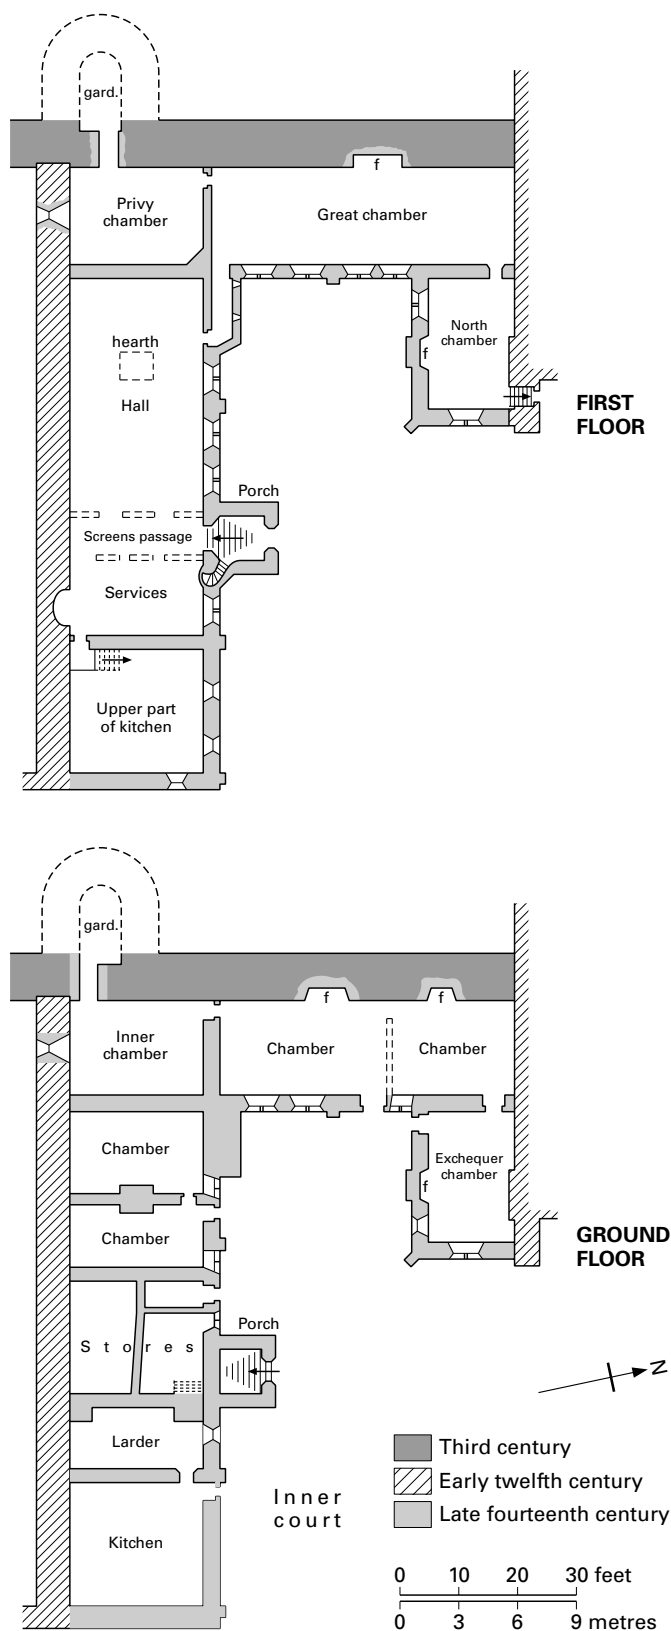 gard.
f
Privy
chamber
Great chamber
hearth
North
chamber
f
Hall
FIRST
FLOOR
Porch
Screens passage
Services
Upper part
of kitchen
gard.
f
f
Inner
chamber
Chamber
Chamber
Chamber
Exchequer
chamber
f
Chamber
GROUND
FLOOR
Porch
Stores
N
Larder
Third century
Early twelfth century
Inner
court
Late fourteenth century
Kitchen
0 10 20 30 feet
0 3 6 9 metres